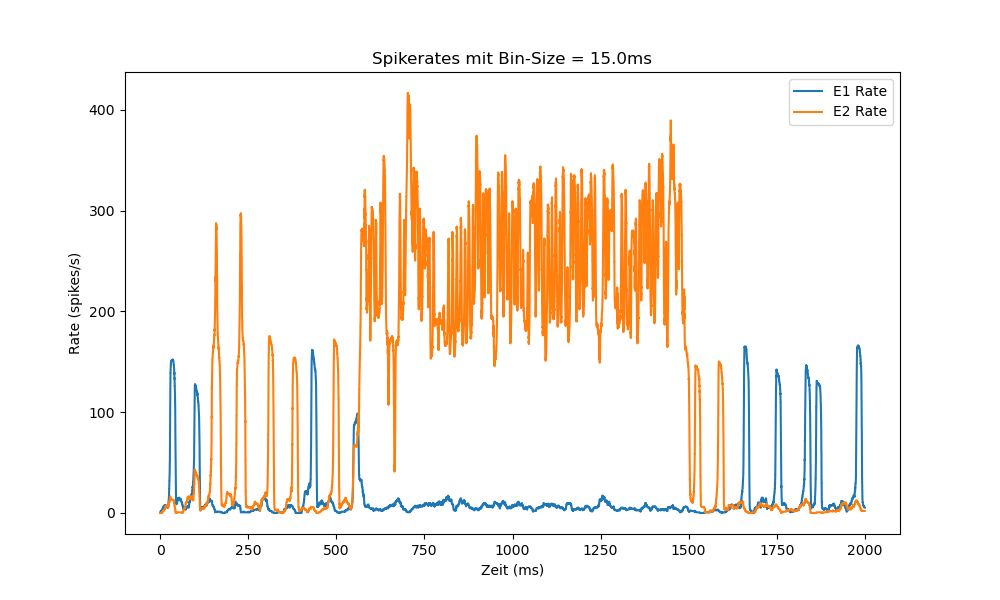 Spikerates mit Bin-Size = 15.0ms
E1 Rate
E2 Rate
Rate (spikes/s)
400
300
200
100
0
0 250 500 750 1000 1250 1500 1750 2000
Zeit (ms)